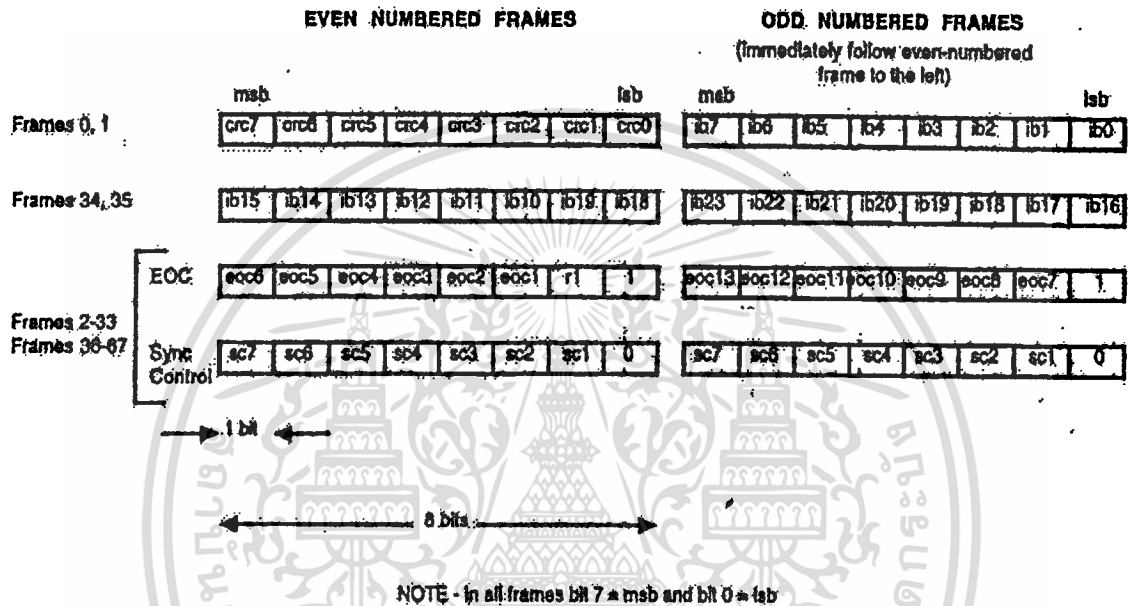 EVEN NUMBERED FRAMES
ODD NUMBERED FRAMES
(immediately follow even-numbered
frame to the left)
msb lsb msb lsb
Frames 0, 1 crc7 crc6 crc5 crc4 crc3 crc2 crc1 crc0 ib7 ib6 ib5 ib4 ib3 ib2 ib1 ib0
Frames 34, 35 ib15 ib14 ib13 ib12 ib11 ib10 ib19 ib18 ib23 ib22 ib21 ib20 ib19 ib18 ib17 ib16
EOC eoc6 eoc5 eoc4 eoc3 eoc2 eoc1 r1 1 eoc13 eoc12 eoc11 eoc10 eoc9 eoc8 eoc7 1
Frames 2-33
Frames 36-67
Sync
Control
sc7 sc6 sc5 sc4 sc3 sc2 sc1 0 sc7 sc6 sc5 sc4 sc3 sc2 sc1 0
1 bit
8 bits
NOTE - in all frames bit 7 = msb and bit 0 = lsb